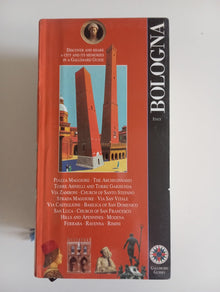 DISCOVER AND SHARE
A CITY AND ITS MEMORIES
IN A GALLIMARD GUIDE
BOLOGNA
ITALY
PIAZZA MAGGIORE · THE ARCHIGINNASIO
TORRE ASINELLI AND TORRE GARISENDA
VIA ZAMBONI · CHURCH OF SANTO STEFANO
STRADA MAGGIORE · VIA SAN VITALE
VIA CASTIGLIONE · BASILICA OF SAN DOMENICO
SAN LUCA · CHURCH OF SAN FRANCESCO
HILLS AND APENNINES · MODENA
FERRARA · RAVENNA · RIMINI
GALLIMARD
GUIDES